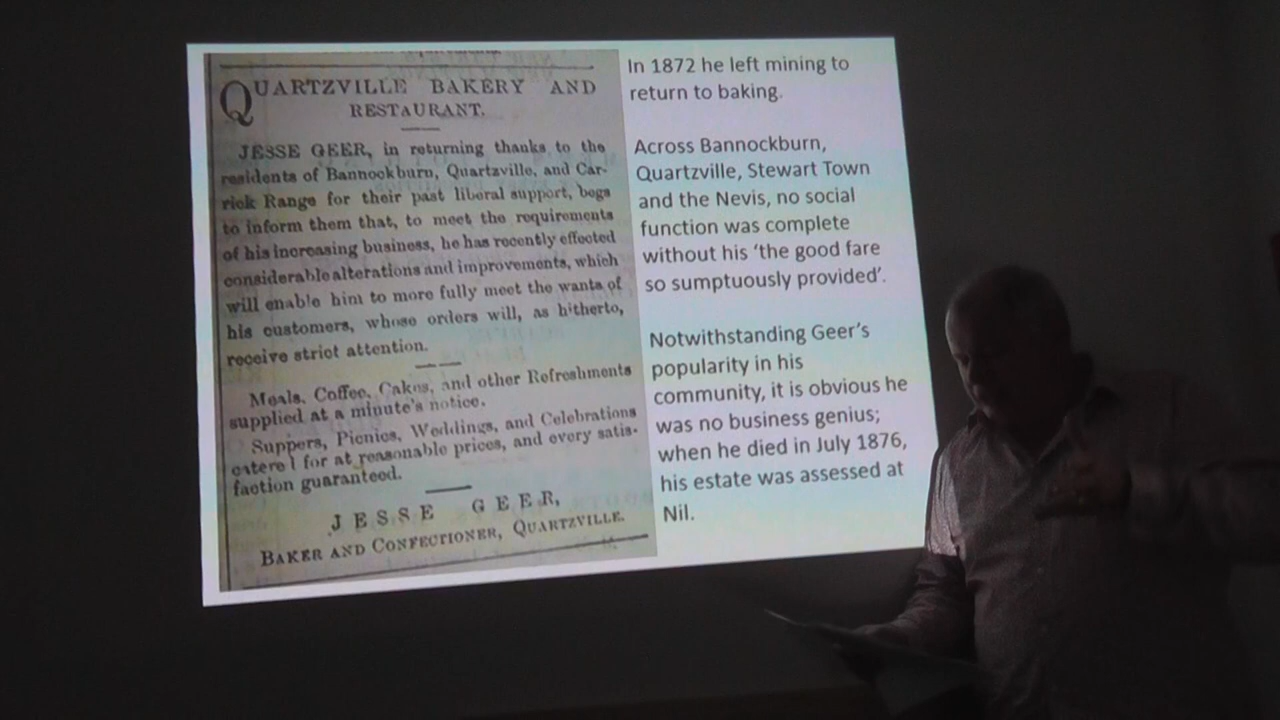 QUARTZVILLE BAKERY AND
RESTAURANT.
JESSE GEER, in returning thanks to the
residents of Bannockburn, Quartzville, and Car-
rick Range for their past liberal support, begs
to inform them that, to meet the requirements
of his increasing business, he has recently effected
considerable alterations and improvements, which
will enable him to more fully meet the wants of
his customers, whose orders will, as hitherto,
receive strict attention.
Meals, Coffee, Cakes, and other Refreshments
supplied at a minute's notice.
Suppers, Picnics, Weddings, and Celebrations
catered for at reasonable prices, and every satis-
faction guaranteed.
JESSE GEER,
BAKER AND CONFECTIONER, QUARTZVILLE.
In 1872 he left mining to
return to baking.
Across Bannockburn,
Quartzville, Stewart Town
and the Nevis, no social
function was complete
without his ‘the good fare
so sumptuously provided’.
Notwithstanding Geer’s
popularity in his
community, it is obvious he
was no business genius;
when he died in July 1876,
his estate was assessed at
Nil.